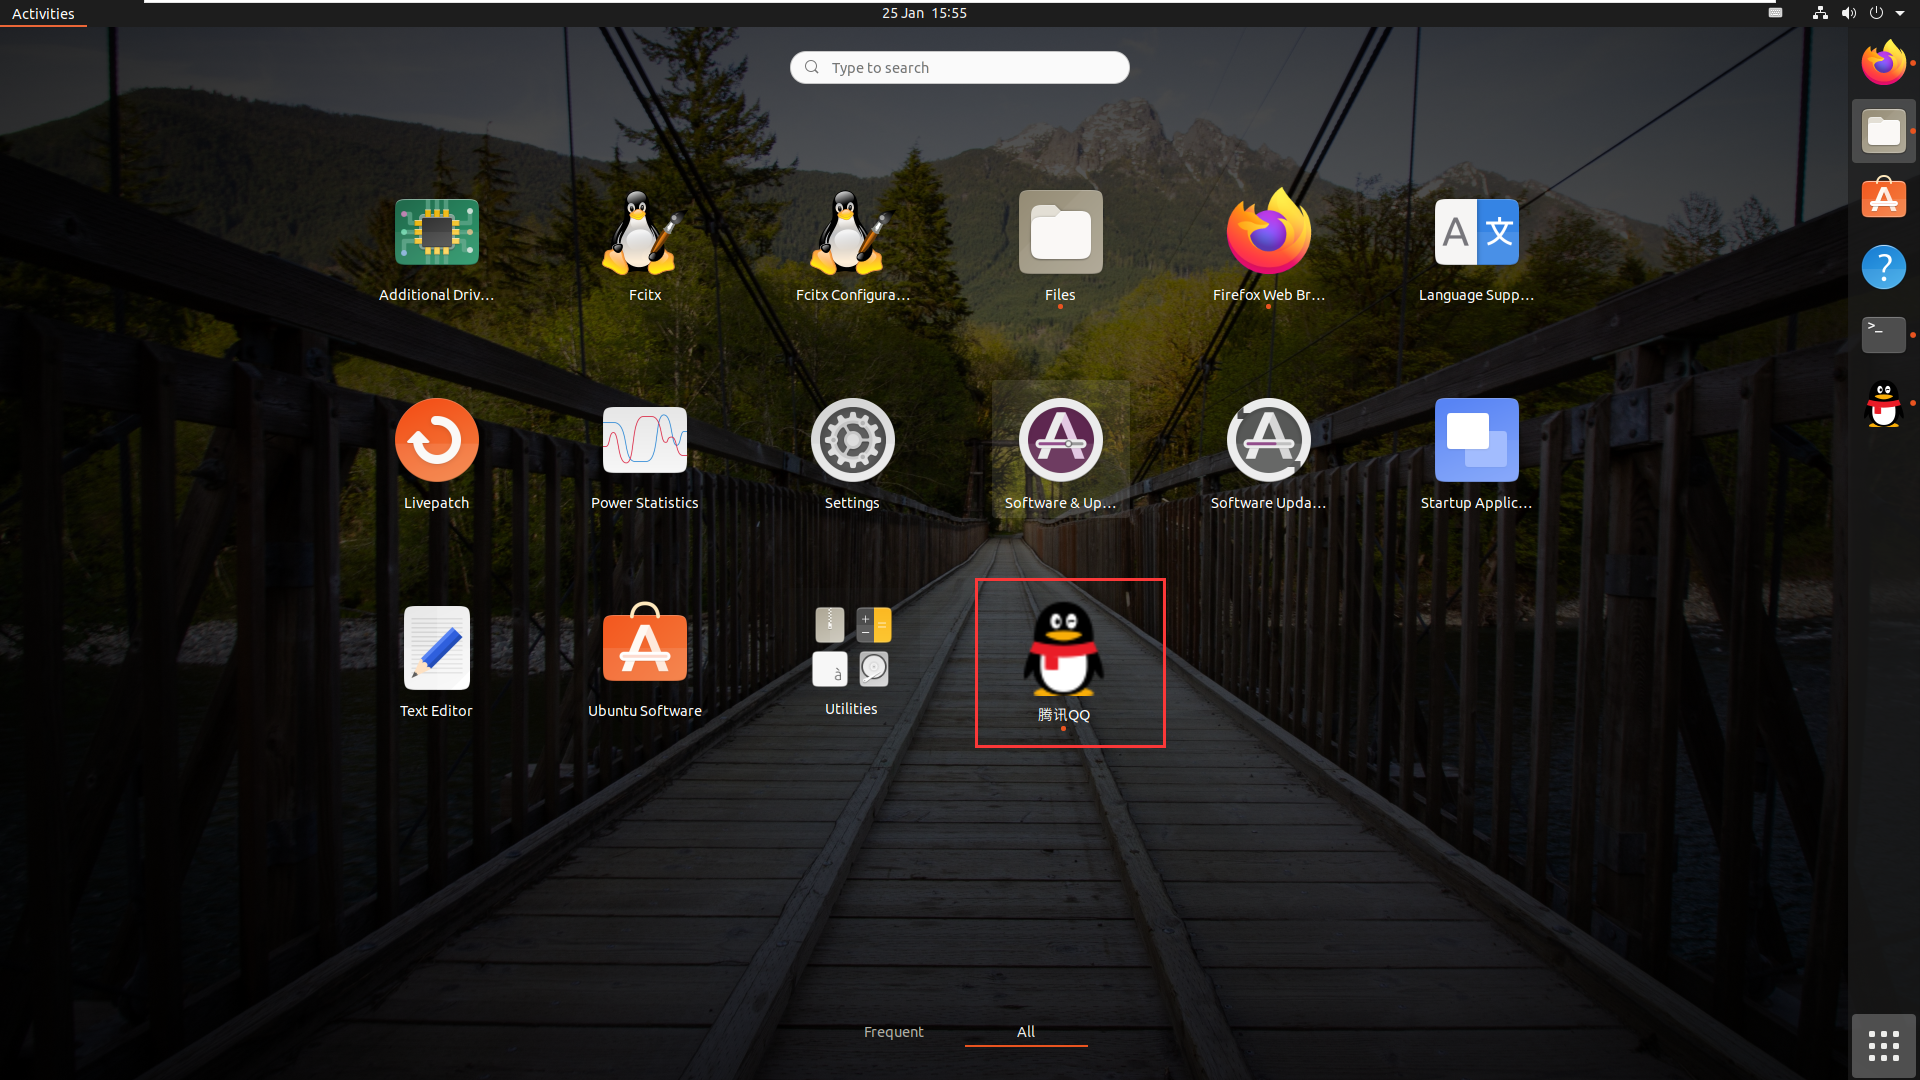 Activities
25 Jan 15:55
Type to search
Additional Driv...
Fcitx
Fcitx Configura...
Files
Firefox Web Br...
Language Supp...
Livepatch
Power Statistics
Settings
Software & Up...
Software Upda...
Startup Applic...
Text Editor
Ubuntu Software
Utilities
腾讯QQ
Frequent
All